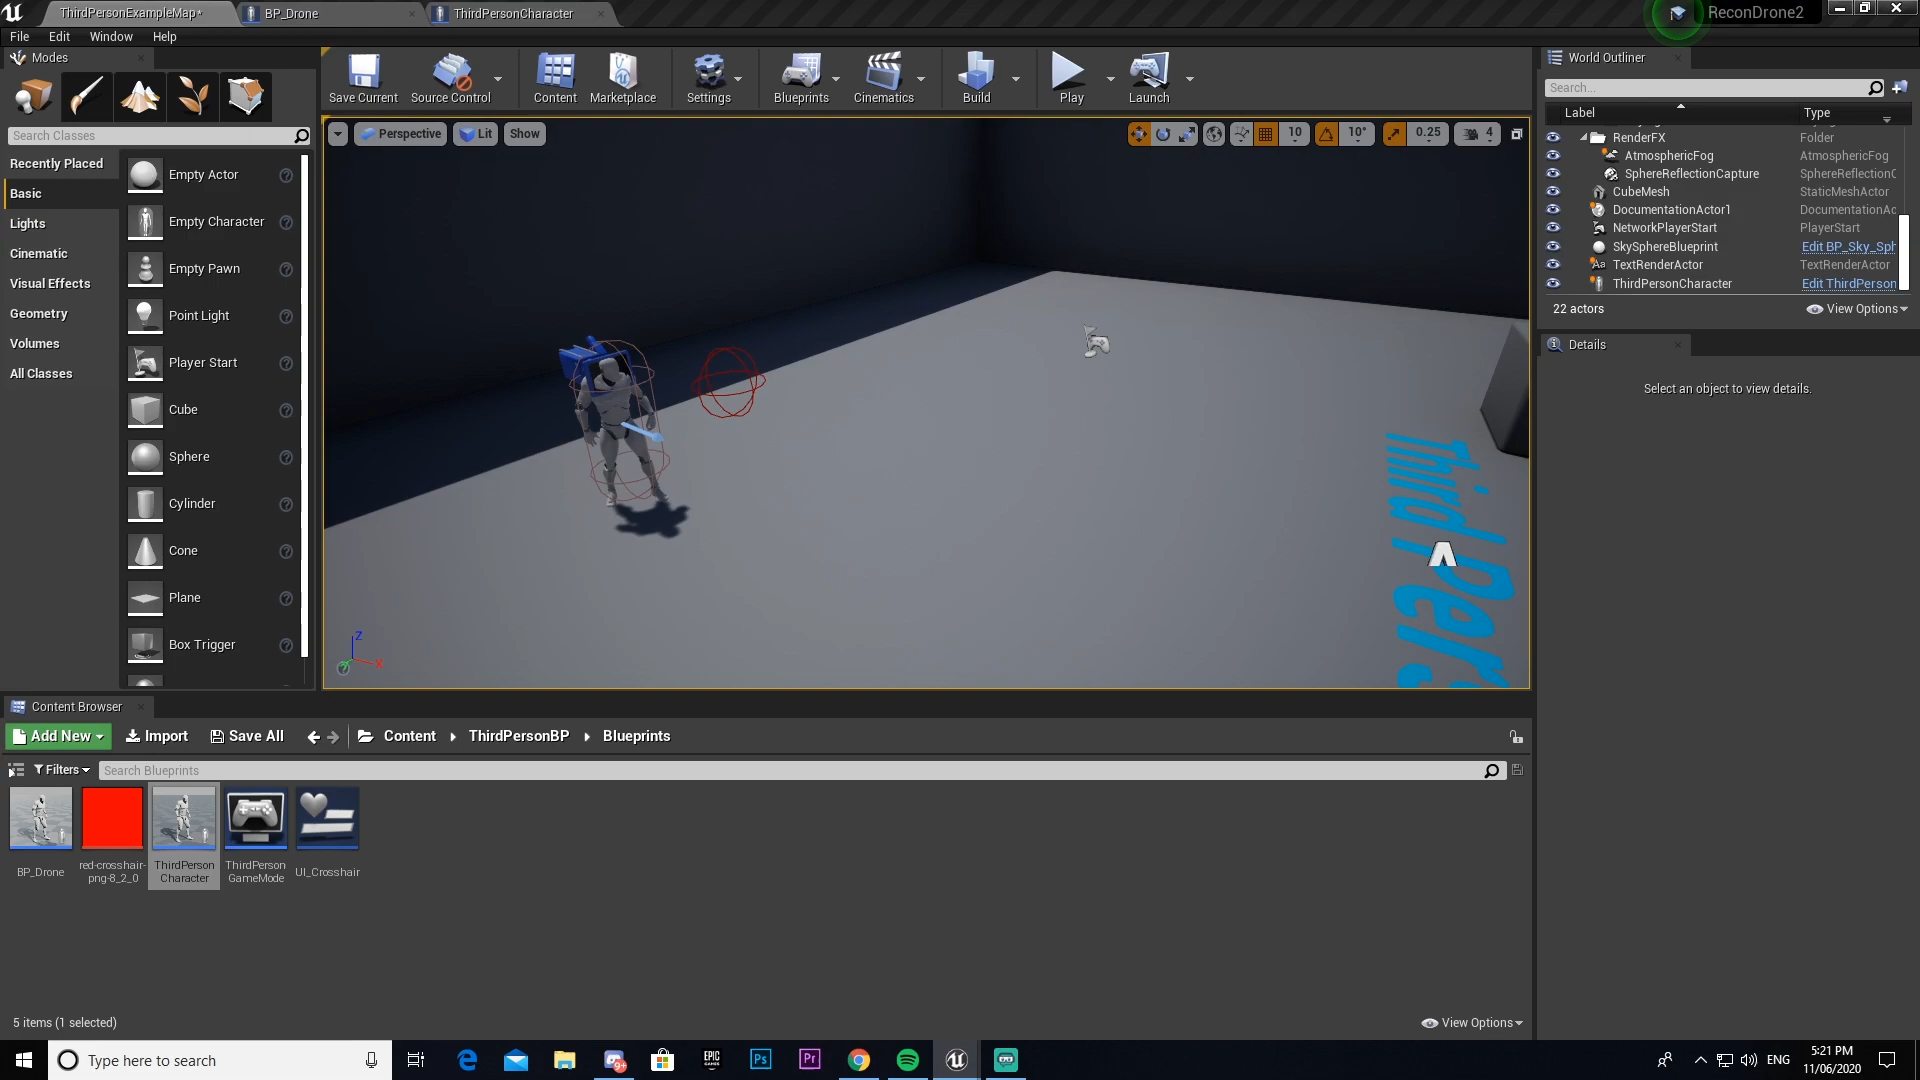 ThirdPersonExampleMap*
BP_Drone
ThirdPersonCharacter
ReconDrone2
File Edit Window Help
Modes
Save Current
Source Control
Content
Marketplace
Settings
Blueprints
Cinematics
Build
Play
Launch
World Outliner
Search...
Label Type
Search Classes
Recently Placed
Basic
Lights
Cinematic
Visual Effects
Geometry
Volumes
All Classes
Empty Actor
Empty Character
Empty Pawn
Point Light
Player Start
Cube
Sphere
Cylinder
Cone
Plane
Box Trigger
Perspective Lit Show
10 10° 0.25 4
RenderFX Folder
AtmosphericFog AtmosphericFog
SphereReflectionCapture SphereReflectionC
CubeMesh StaticMeshActor
DocumentationActor1 DocumentationAc
NetworkPlayerStart PlayerStart
SkySphereBlueprint Edit BP_Sky_Sph
TextRenderActor TextRenderActor
ThirdPersonCharacter Edit ThirdPerson
22 actors View Options
Details
Select an object to view details.
Third Pers
Z
X
Content Browser
Add New Import Save All Content ThirdPersonBP Blueprints
Filters Search Blueprints
BP_Drone
red-crosshair-
png-8_2_0
ThirdPerson
Character
ThirdPerson
GameMode
UI_Crosshair
5 items (1 selected)
View Options
Type here to search
9+
EPIC
GAMES
Ps
Pr
ENG
5:21 PM
11/06/2020